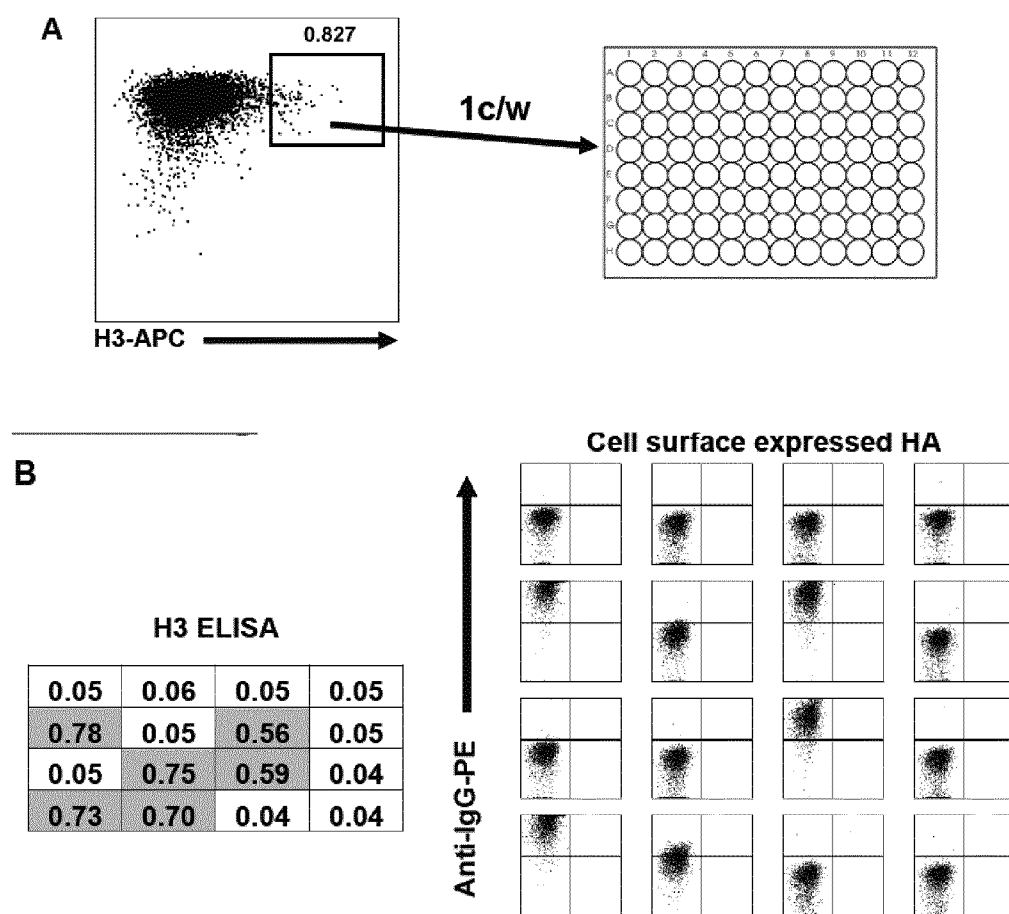 A
0.827
1c/w
1 2 3 4 5 6 7 8 9 10 11 12
A
B
C
D
E
F
G
H
H3-APC
B
Cell surface expressed HA
H3 ELISA
0.05 0.06 0.05 0.05
0.78 0.05 0.56 0.05
0.05 0.75 0.59 0.04
0.73 0.70 0.04 0.04
Anti-IgG-PE